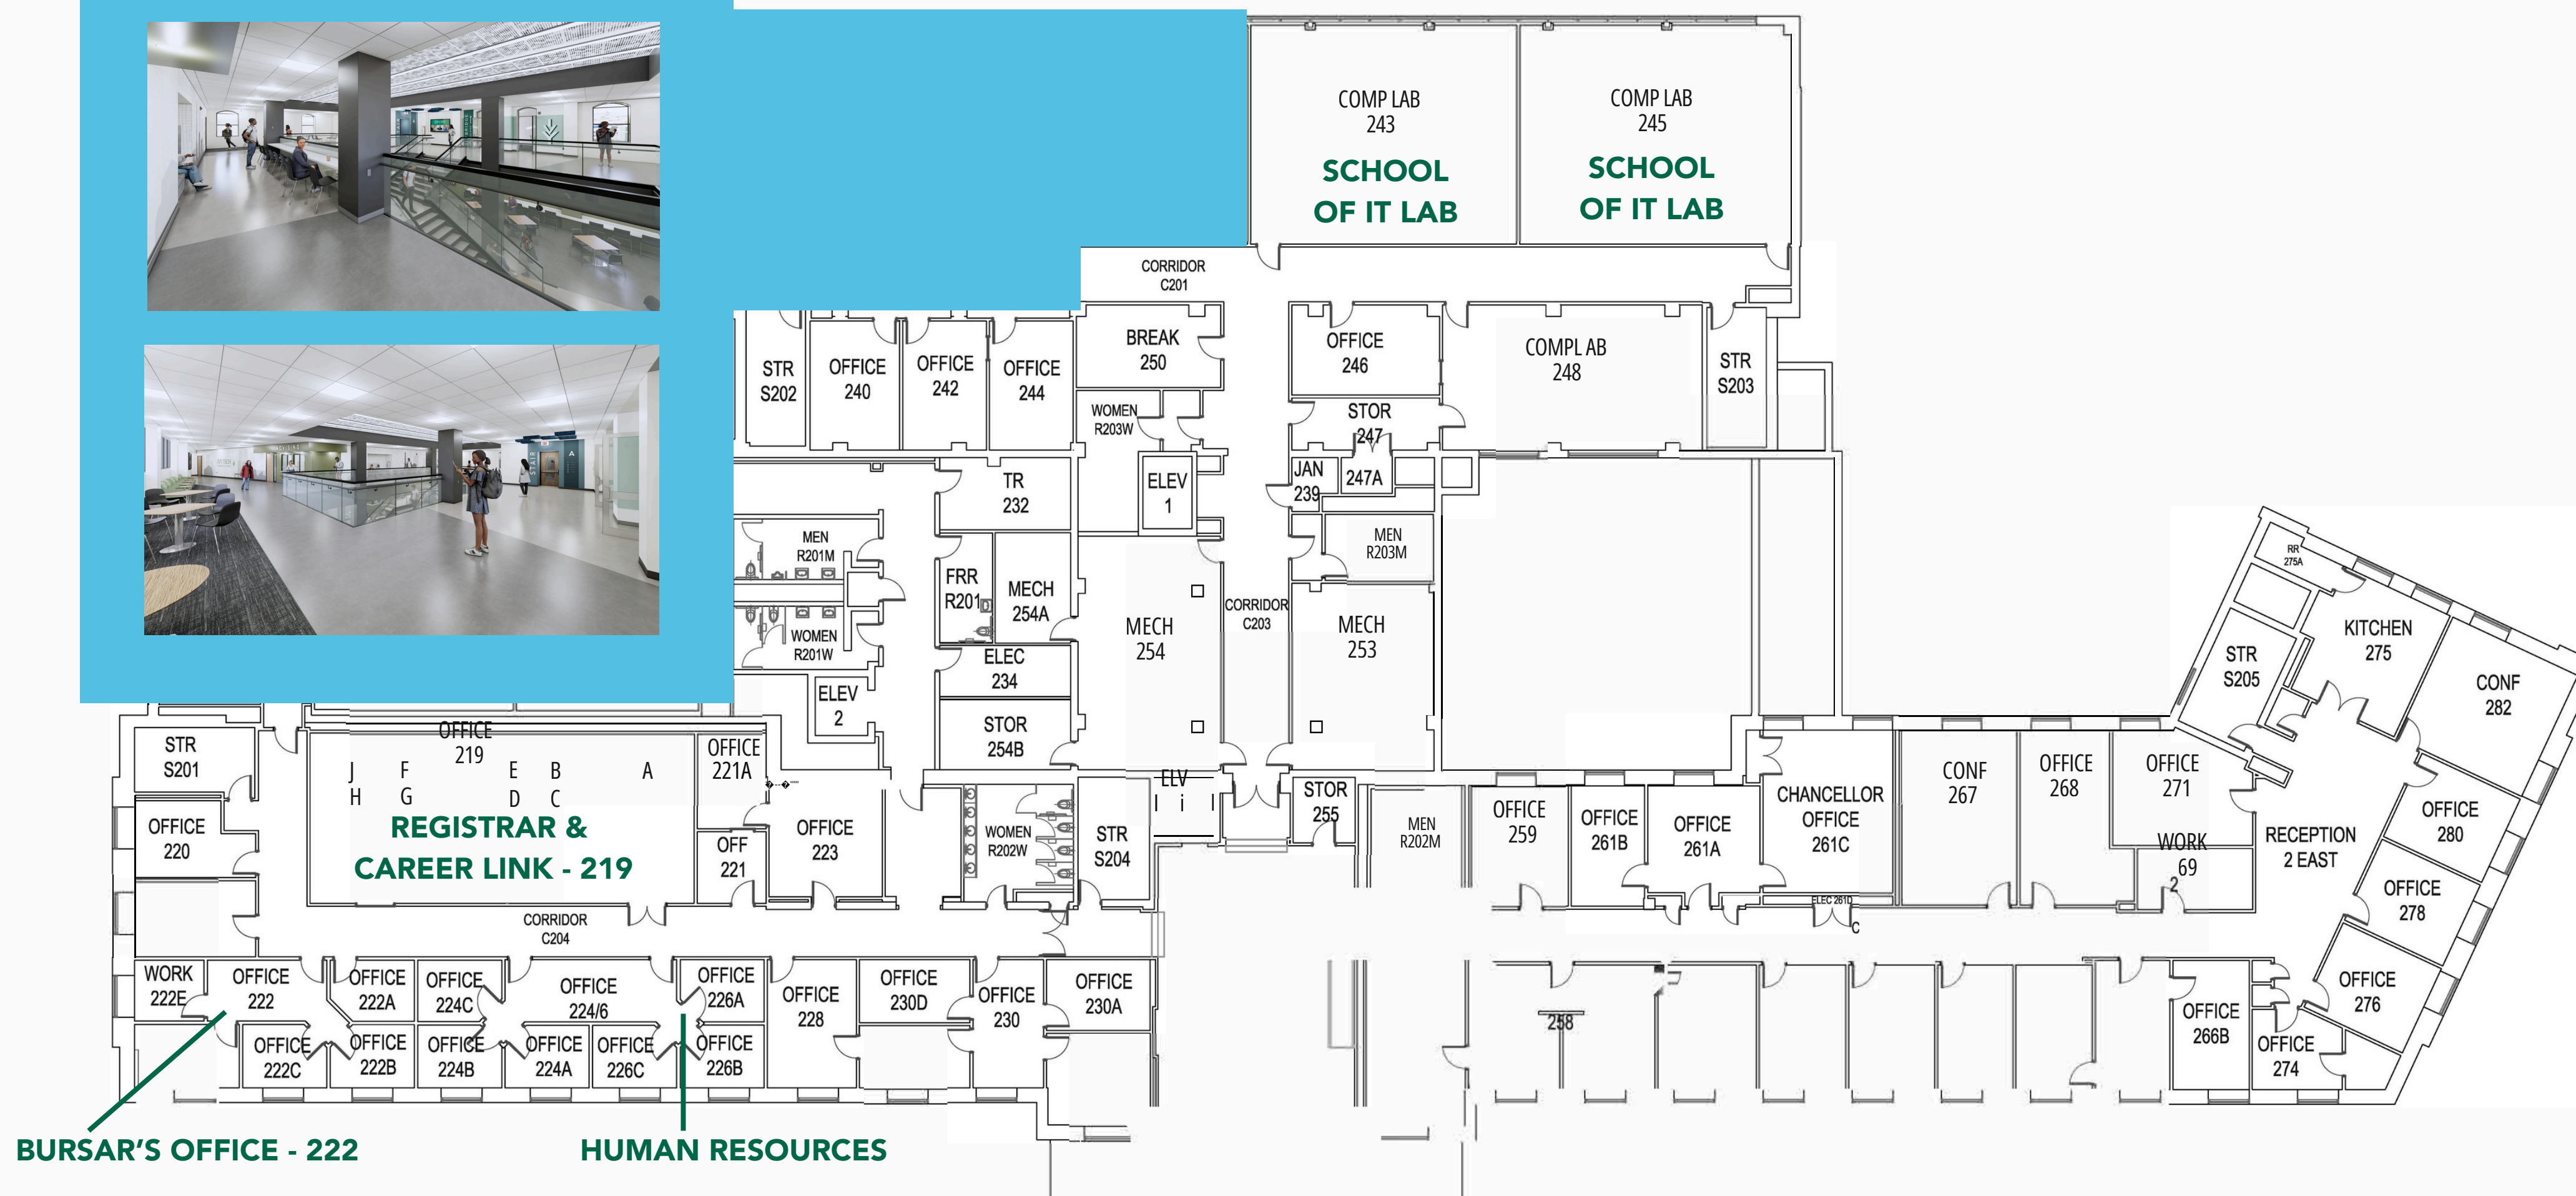 COMP LAB
243
SCHOOL
OF IT LAB
COMP LAB
245
SCHOOL
OF IT LAB
CORRIDOR
C201
STR
S202
OFFICE
240
OFFICE
242
OFFICE
244
BREAK
250
WOMEN
R203W
OFFICE
246
COMPL AB
248
STR
S203
STOR
247
JAN
239
247A
ELEV
1
TR
232
MEN
R201M
FRR
R201
MECH
254A
WOMEN
R201W
ELEC
234
ELEV
2
STOR
254B
MECH
254
CORRIDOR
C203
MECH
253
MEN
R203M
RR
275A
KITCHEN
275
STR
S205
CONF
282
STR
S201
OFFICE
219
J F E B A
H G D C
REGISTRAR &
CAREER LINK - 219
OFFICE
221A
OFF
221
OFFICE
223
OFFICE
220
WOMEN
R202W
STR
S204
ELV
STOR
255
MEN
R202M
OFFICE
259
OFFICE
261B
OFFICE
261A
CHANCELLOR
OFFICE
261C
CONF
267
OFFICE
268
OFFICE
271
WORK
69
2
RECEPTION
2 EAST
OFFICE
280
OFFICE
278
OFFICE
276
OFFICE
274
OFFICE
266B
ELEC 261D
C
CORRIDOR
C204
WORK
222E
OFFICE
222
OFFICE
222A
OFFICE
224C
OFFICE
224/6
OFFICE
226A
OFFICE
228
OFFICE
230D
OFFICE
230
OFFICE
230A
OFFICE
222C
OFFICE
222B
OFFICE
224B
OFFICE
224A
OFFICE
226C
OFFICE
226B
258
BURSAR'S OFFICE - 222
HUMAN RESOURCES